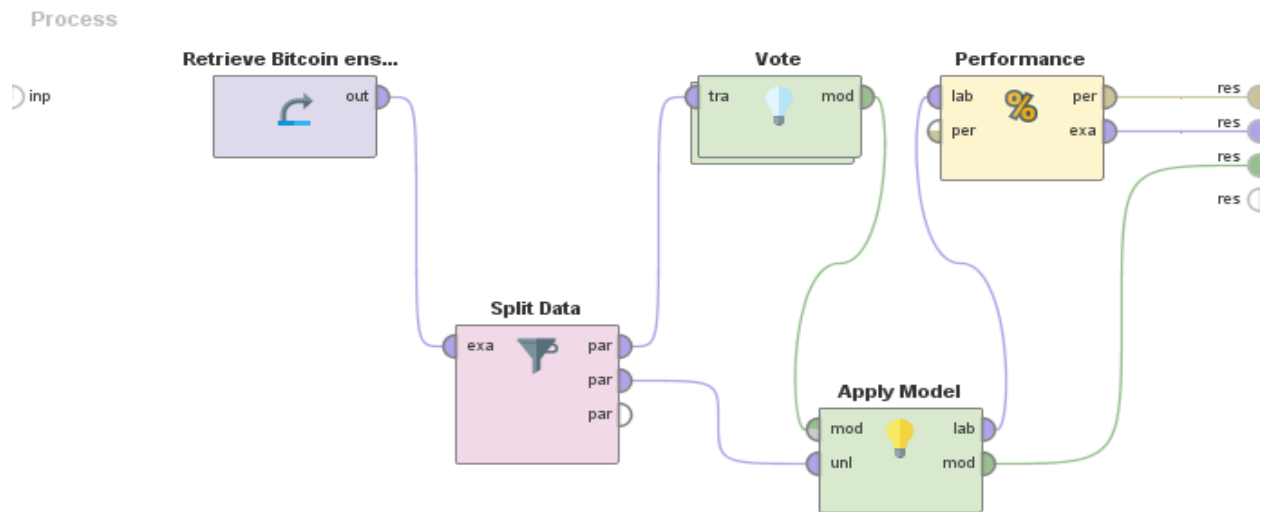 Process
Retrieve Bitcoin ens...
Vote
Performance
inp
out
tra
mod
lab
per
res
per
exa
res
res
res
Split Data
exa
par
par
par
Apply Model
mod
lab
unl
mod
%